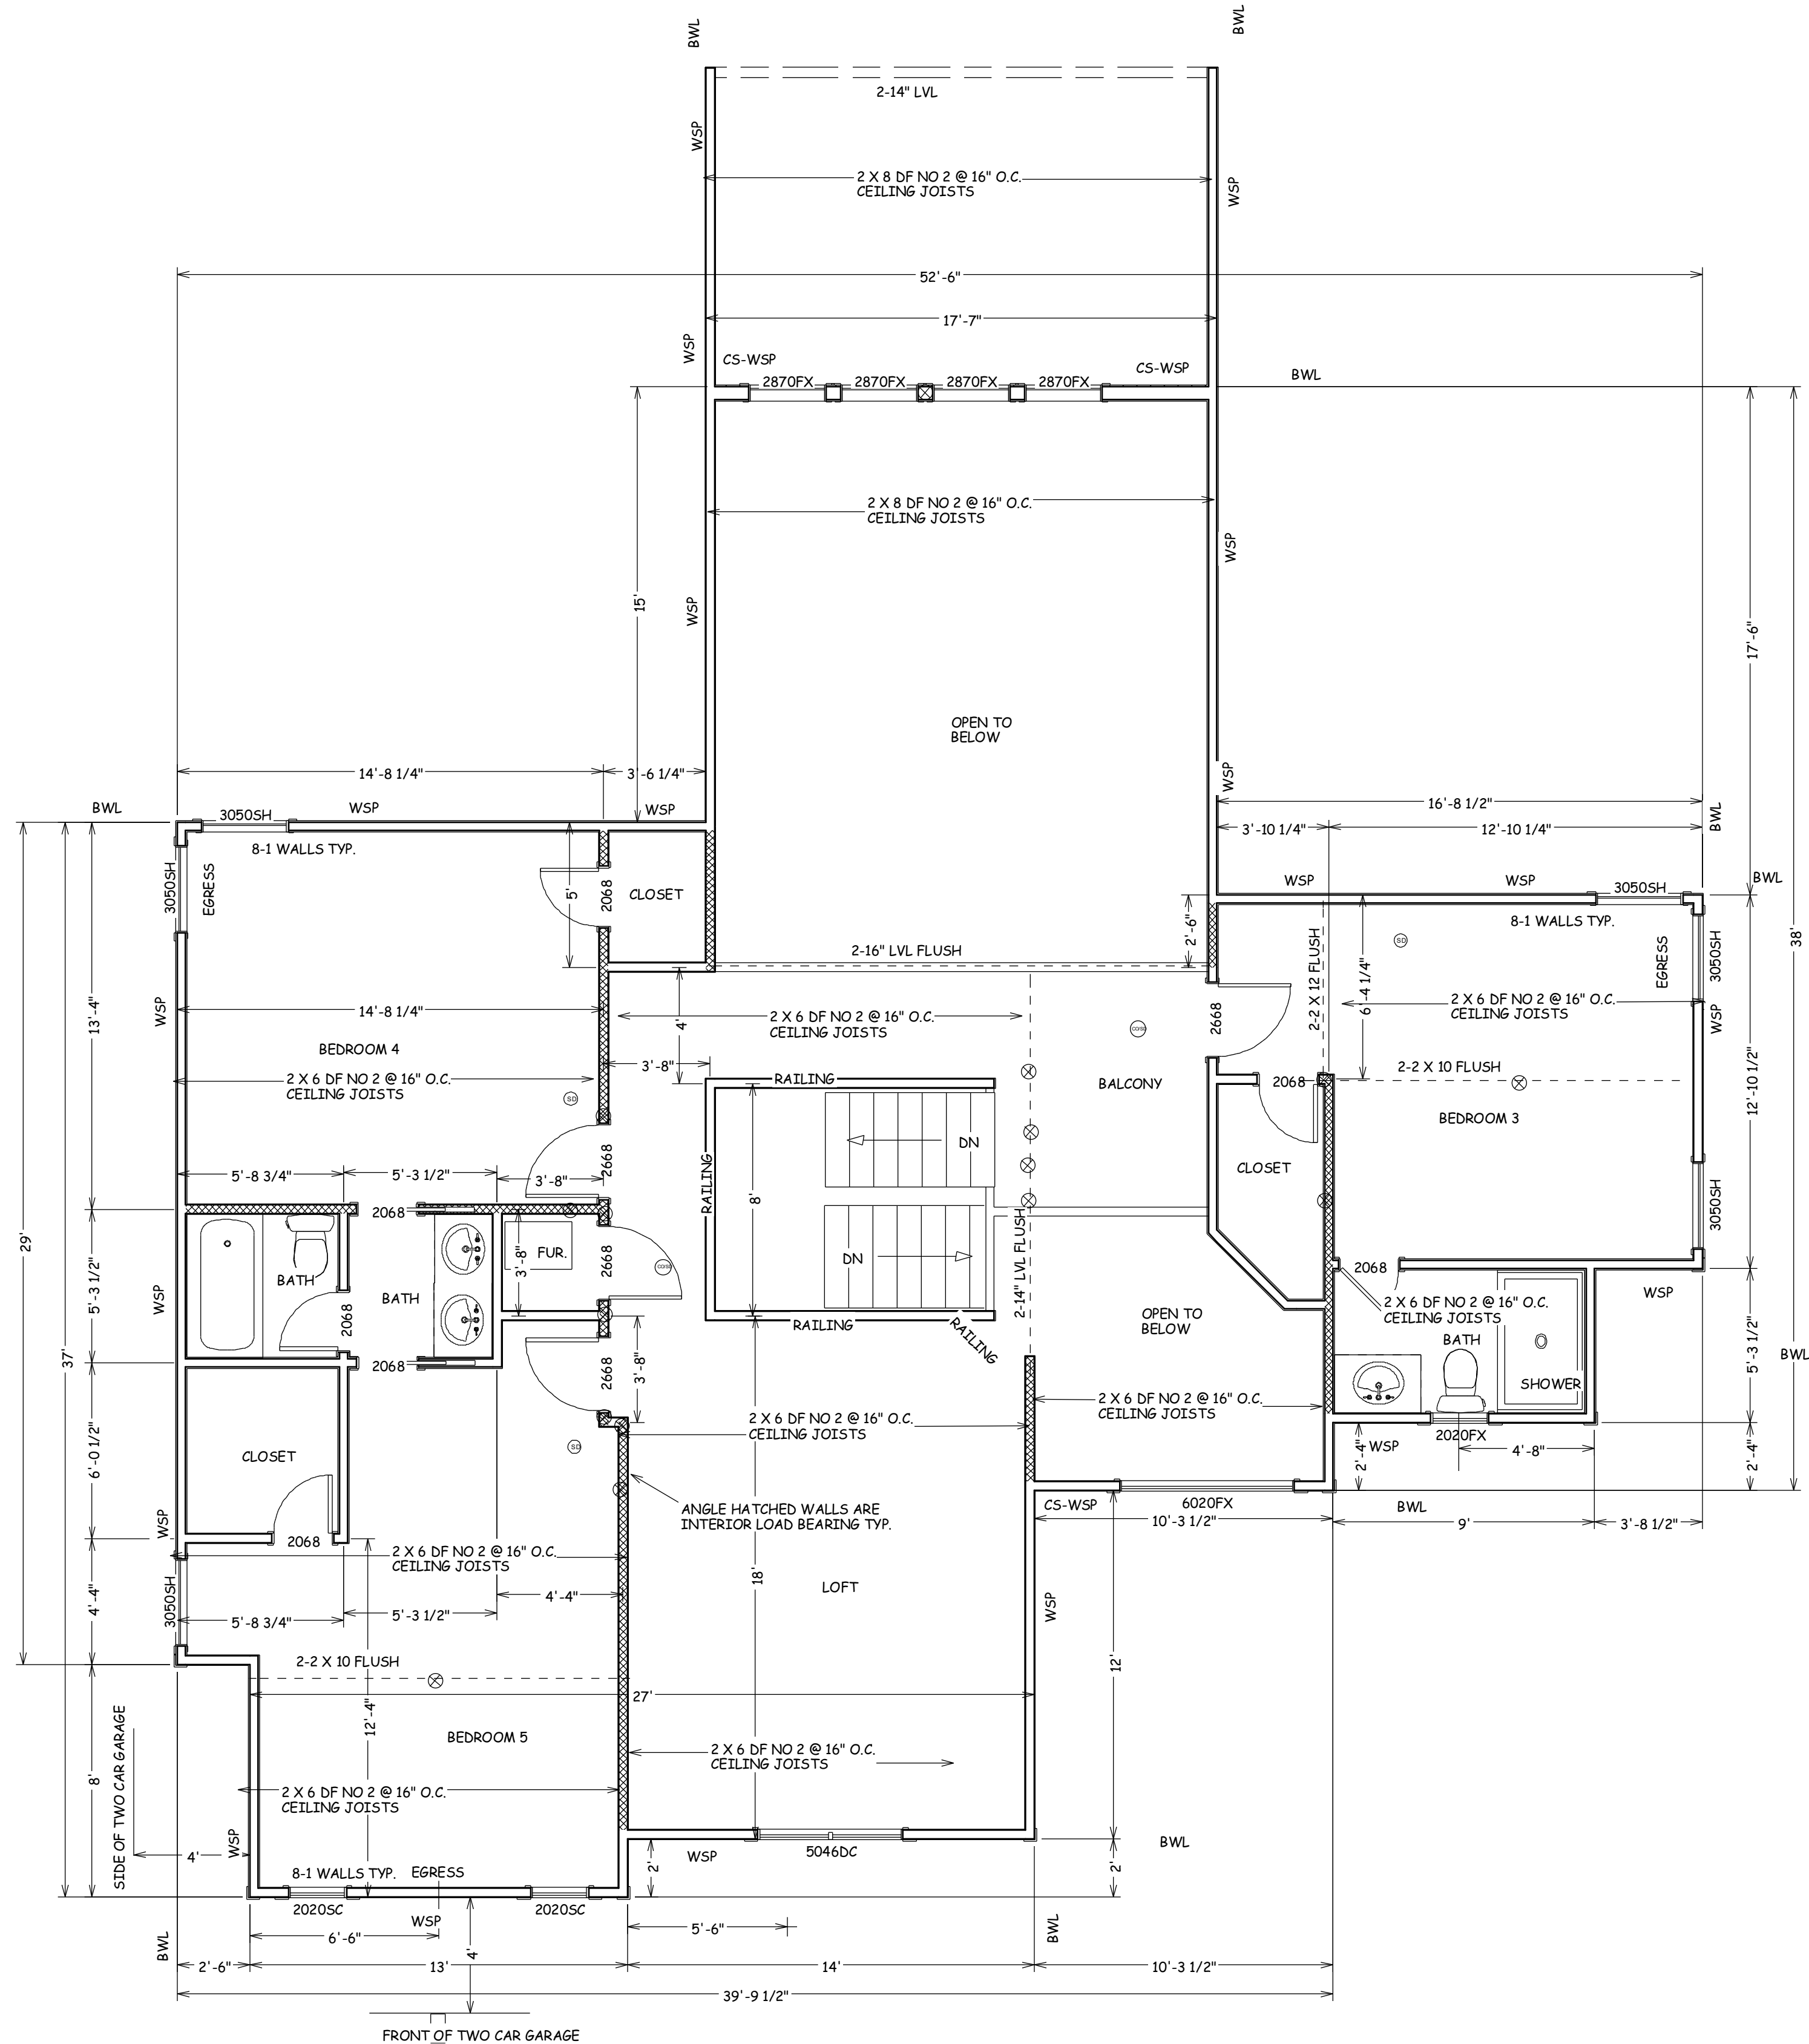 BWL
BWL
2-14" LVL
WSP
2 X 8 DF NO 2 @ 16" O.C.
CEILING JOISTS
WSP
52'-6"
17'-7"
WSP
CS-WSP
CS-WSP
BWL
2870FX
2870FX
2870FX
2870FX
2 X 8 DF NO 2 @ 16" O.C.
CEILING JOISTS
WSP
15'
WSP
17'-6"
OPEN TO
BELOW
14'-8 1/4"
3'-6 1/4"
WSP
16'-8 1/2"
BWL
3050SH
WSP
WSP
BWL
3'-10 1/4"
12'-10 1/4"
8-1 WALLS TYP.
3050SH
EGRESS
5'
2068
CLOSET
WSP
WSP
3050SH
BWL
8-1 WALLS TYP.
38'
2'-6"
2-16" LVL FLUSH
2-2 X 12 FLUSH
6'-4 1/4"
SD
EGRESS
3050SH
13'-4"
WSP
14'-8 1/4"
2 X 6 DF NO 2 @ 16" O.C.
CEILING JOISTS
4'
CO/SD
2668
2 X 6 DF NO 2 @ 16" O.C.
CEILING JOISTS
WSP
BEDROOM 4
3'-8"
2 X 6 DF NO 2 @ 16" O.C.
CEILING JOISTS
SD
RAILING
BALCONY
2068
2-2 X 10 FLUSH
12'-10 1/2"
BEDROOM 3
DN
CLOSET
5'-8 3/4"
5'-3 1/2"
3'-8"
2668
RAILING
8'
3050SH
2068
29'
FUR.
3'-8"
2668
CO/SD
DN
2-14" LVL FLUSH
BATH
BATH
5'-3 1/2"
WSP
2068
2068
WSP
2 X 6 DF NO 2 @ 16" O.C.
CEILING JOISTS
RAILING
RAILING
OPEN TO
BELOW
BATH
5'-3 1/2"
BWL
37'
2068
2668
3'-8"
SHOWER
2 X 6 DF NO 2 @ 16" O.C.
CEILING JOISTS
2 X 6 DF NO 2 @ 16" O.C.
CEILING JOISTS
2020FX
SD
CLOSET
6'-0 1/2"
2'-4"
WSP
4'-8"
2'-4"
ANGLE HATCHED WALLS ARE
INTERIOR LOAD BEARING TYP.
CS-WSP
6020FX
BWL
10'-3 1/2"
9'
3'-8 1/2"
WSP
2068
2 X 6 DF NO 2 @ 16" O.C.
CEILING JOISTS
18'
LOFT
4'-4"
3050SH
4'-4"
WSP
5'-8 3/4"
5'-3 1/2"
12'
2-2 X 10 FLUSH
27'
12'-4"
BEDROOM 5
SIDE OF TWO CAR GARAGE
8'
2 X 6 DF NO 2 @ 16" O.C.
CEILING JOISTS
2 X 6 DF NO 2 @ 16" O.C.
CEILING JOISTS
WSP
4'
WSP
5046DC
BWL
8-1 WALLS TYP.
EGRESS
2'
2'
2020SC
2020SC
WSP
5'-6"
BWL
6'-6"
4'
BWL
2'-6"
13'
14'
10'-3 1/2"
39'-9 1/2"
FRONT OF TWO CAR GARAGE